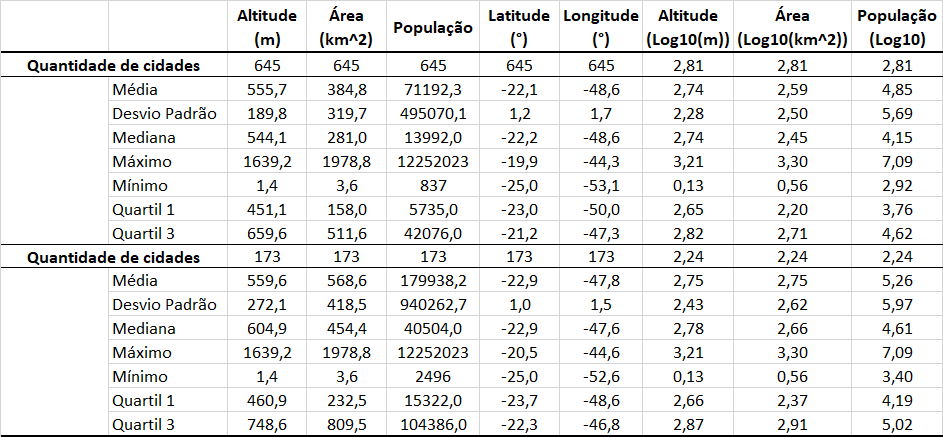 Altitude (m) Área (km^2) População Latitude (°) Longitude (°) Altitude (Log10(m)) Área (Log10(km^2)) População (Log10)
Quantidade de cidades 645 645 645 645 645 2,81 2,81 2,81
Média 555,7 384,8 71192,3 -22,1 -48,6 2,74 2,59 4,85
Desvio Padrão 189,8 319,7 495070,1 1,2 1,7 2,28 2,50 5,69
Mediana 544,1 281,0 13992,0 -22,2 -48,6 2,74 2,45 4,15
Máximo 1639,2 1978,8 12252023 -19,9 -44,3 3,21 3,30 7,09
Mínimo 1,4 3,6 837 -25,0 -53,1 0,13 0,56 2,92
Quartil 1 451,1 158,0 5735,0 -23,0 -50,0 2,65 2,20 3,76
Quartil 3 659,6 511,6 42076,0 -21,2 -47,3 2,82 2,71 4,62
Quantidade de cidades 173 173 173 173 173 2,24 2,24 2,24
Média 559,6 568,6 179938,2 -22,9 -47,8 2,75 2,75 5,26
Desvio Padrão 272,1 418,5 940262,7 1,0 1,5 2,43 2,62 5,97
Mediana 604,9 454,4 40504,0 -22,9 -47,6 2,78 2,66 4,61
Máximo 1639,2 1978,8 12252023 -20,5 -44,6 3,21 3,30 7,09
Mínimo 1,4 3,6 2496 -25,0 -52,6 0,13 0,56 3,40
Quartil 1 460,9 232,5 15322,0 -23,7 -48,6 2,66 2,37 4,19
Quartil 3 748,6 809,5 104386,0 -22,3 -46,8 2,87 2,91 5,02